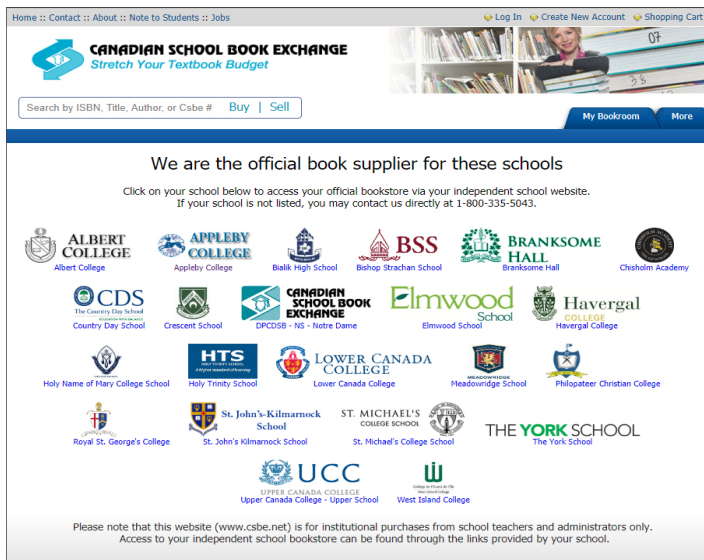 Home :: Contact :: About :: Note to Students :: Jobs
Log In Create New Account Shopping Cart
CANADIAN SCHOOL BOOK EXCHANGE
Stretch Your Textbook Budget
07
Search by ISBN, Title, Author, or Csbe # Buy | Sell
My Bookroom More
We are the official book supplier for these schools
Click on your school below to access your official bookstore via your independent school website.
If your school is not listed, you may contact us directly at 1-800-335-5043.
ALBERT COLLEGE
Albert College
APPLEBY COLLEGE
Appleby College
Bialik High School
BSS
Bishop Strachan School
BRANKSOME HALL
Branksome Hall
Chisholm Academy
CDS
The Country Day School
Country Day School
Crescent School
CANADIAN
SCHOOL BOOK
EXCHANGE
DPCDSB - NS - Notre Dame
Elmwood
School
Elmwood School
Havergal
COLLEGE
Havergal College
Holy Name of Mary College School
HTS
HOLY TRINITY SCHOOL
A higher standard of learning
Holy Trinity School
LOWER CANADA
COLLEGE
Lower Canada College
MEADOWRIDGE
Meadowridge School
Philopateer Christian College
Royal St. George's College
St. John's-Kilmarnock
School
St. John's Kilmarnock School
ST. MICHAEL'S
COLLEGE SCHOOL
St. Michael's College School
THE YORK SCHOOL
The York School
UCC
UPPER CANADA COLLEGE
Upper Canada College - Upper School
West Island College
Please note that this website (www.csbe.net) is for institutional purchases from school teachers and administrators only.
Access to your independent school bookstore can be found through the links provided by your school.